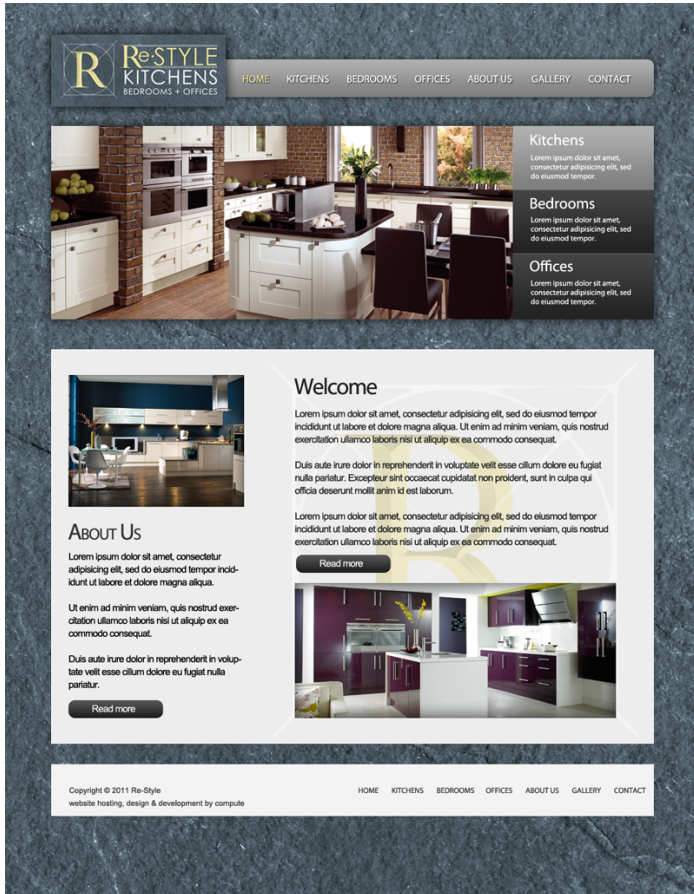 R
Re·STYLE
KITCHENS
BEDROOMS + OFFICES
HOME KITCHENS BEDROOMS OFFICES ABOUT US GALLERY CONTACT
Kitchens
Lorem ipsum dolor sit amet,
consectetur adipisicing elit, sed
do eiusmod tempor.
Bedrooms
Lorem ipsum dolor sit amet,
consectetur adipisicing elit, sed
do eiusmod tempor.
Offices
Lorem ipsum dolor sit amet,
consectetur adipisicing elit, sed
do eiusmod tempor.
About Us
Lorem ipsum dolor sit amet, consectetur
adipisicing elit, sed do eiusmod tempor incid-
idunt ut labore et dolore magna aliqua.
Ut enim ad minim veniam, quis nostrud exer-
citation ullamco laboris nisi ut aliquip ex ea
commodo consequat.
Duis aute irure dolor in reprehenderit in volup-
tate velit esse cillum dolore eu fugiat nulla
pariatur.
Read more
Welcome
Lorem ipsum dolor sit amet, consectetur adipisicing elit, sed do eiusmod tempor
incididunt ut labore et dolore magna aliqua. Ut enim ad minim veniam, quis nostrud
exercitation ullamco laboris nisi ut aliquip ex ea commodo consequat.
Duis aute irure dolor in reprehenderit in voluptate velit esse cillum dolore eu fugiat
nulla pariatur. Excepteur sint occaecat cupidatat non proident, sunt in culpa qui
officia deserunt mollit anim id est laborum.
Lorem ipsum dolor sit amet, consectetur adipisicing elit, sed do eiusmod tempor
incididunt ut labore et dolore magna aliqua. Ut enim ad minim veniam, quis nostrud
exercitation ullamco laboris nisi ut aliquip ex ea commodo consequat.
Read more
R
Copyright © 2011 Re-Style
website hosting, design & development by compute
HOME KITCHENS BEDROOMS OFFICES ABOUT US GALLERY CONTACT